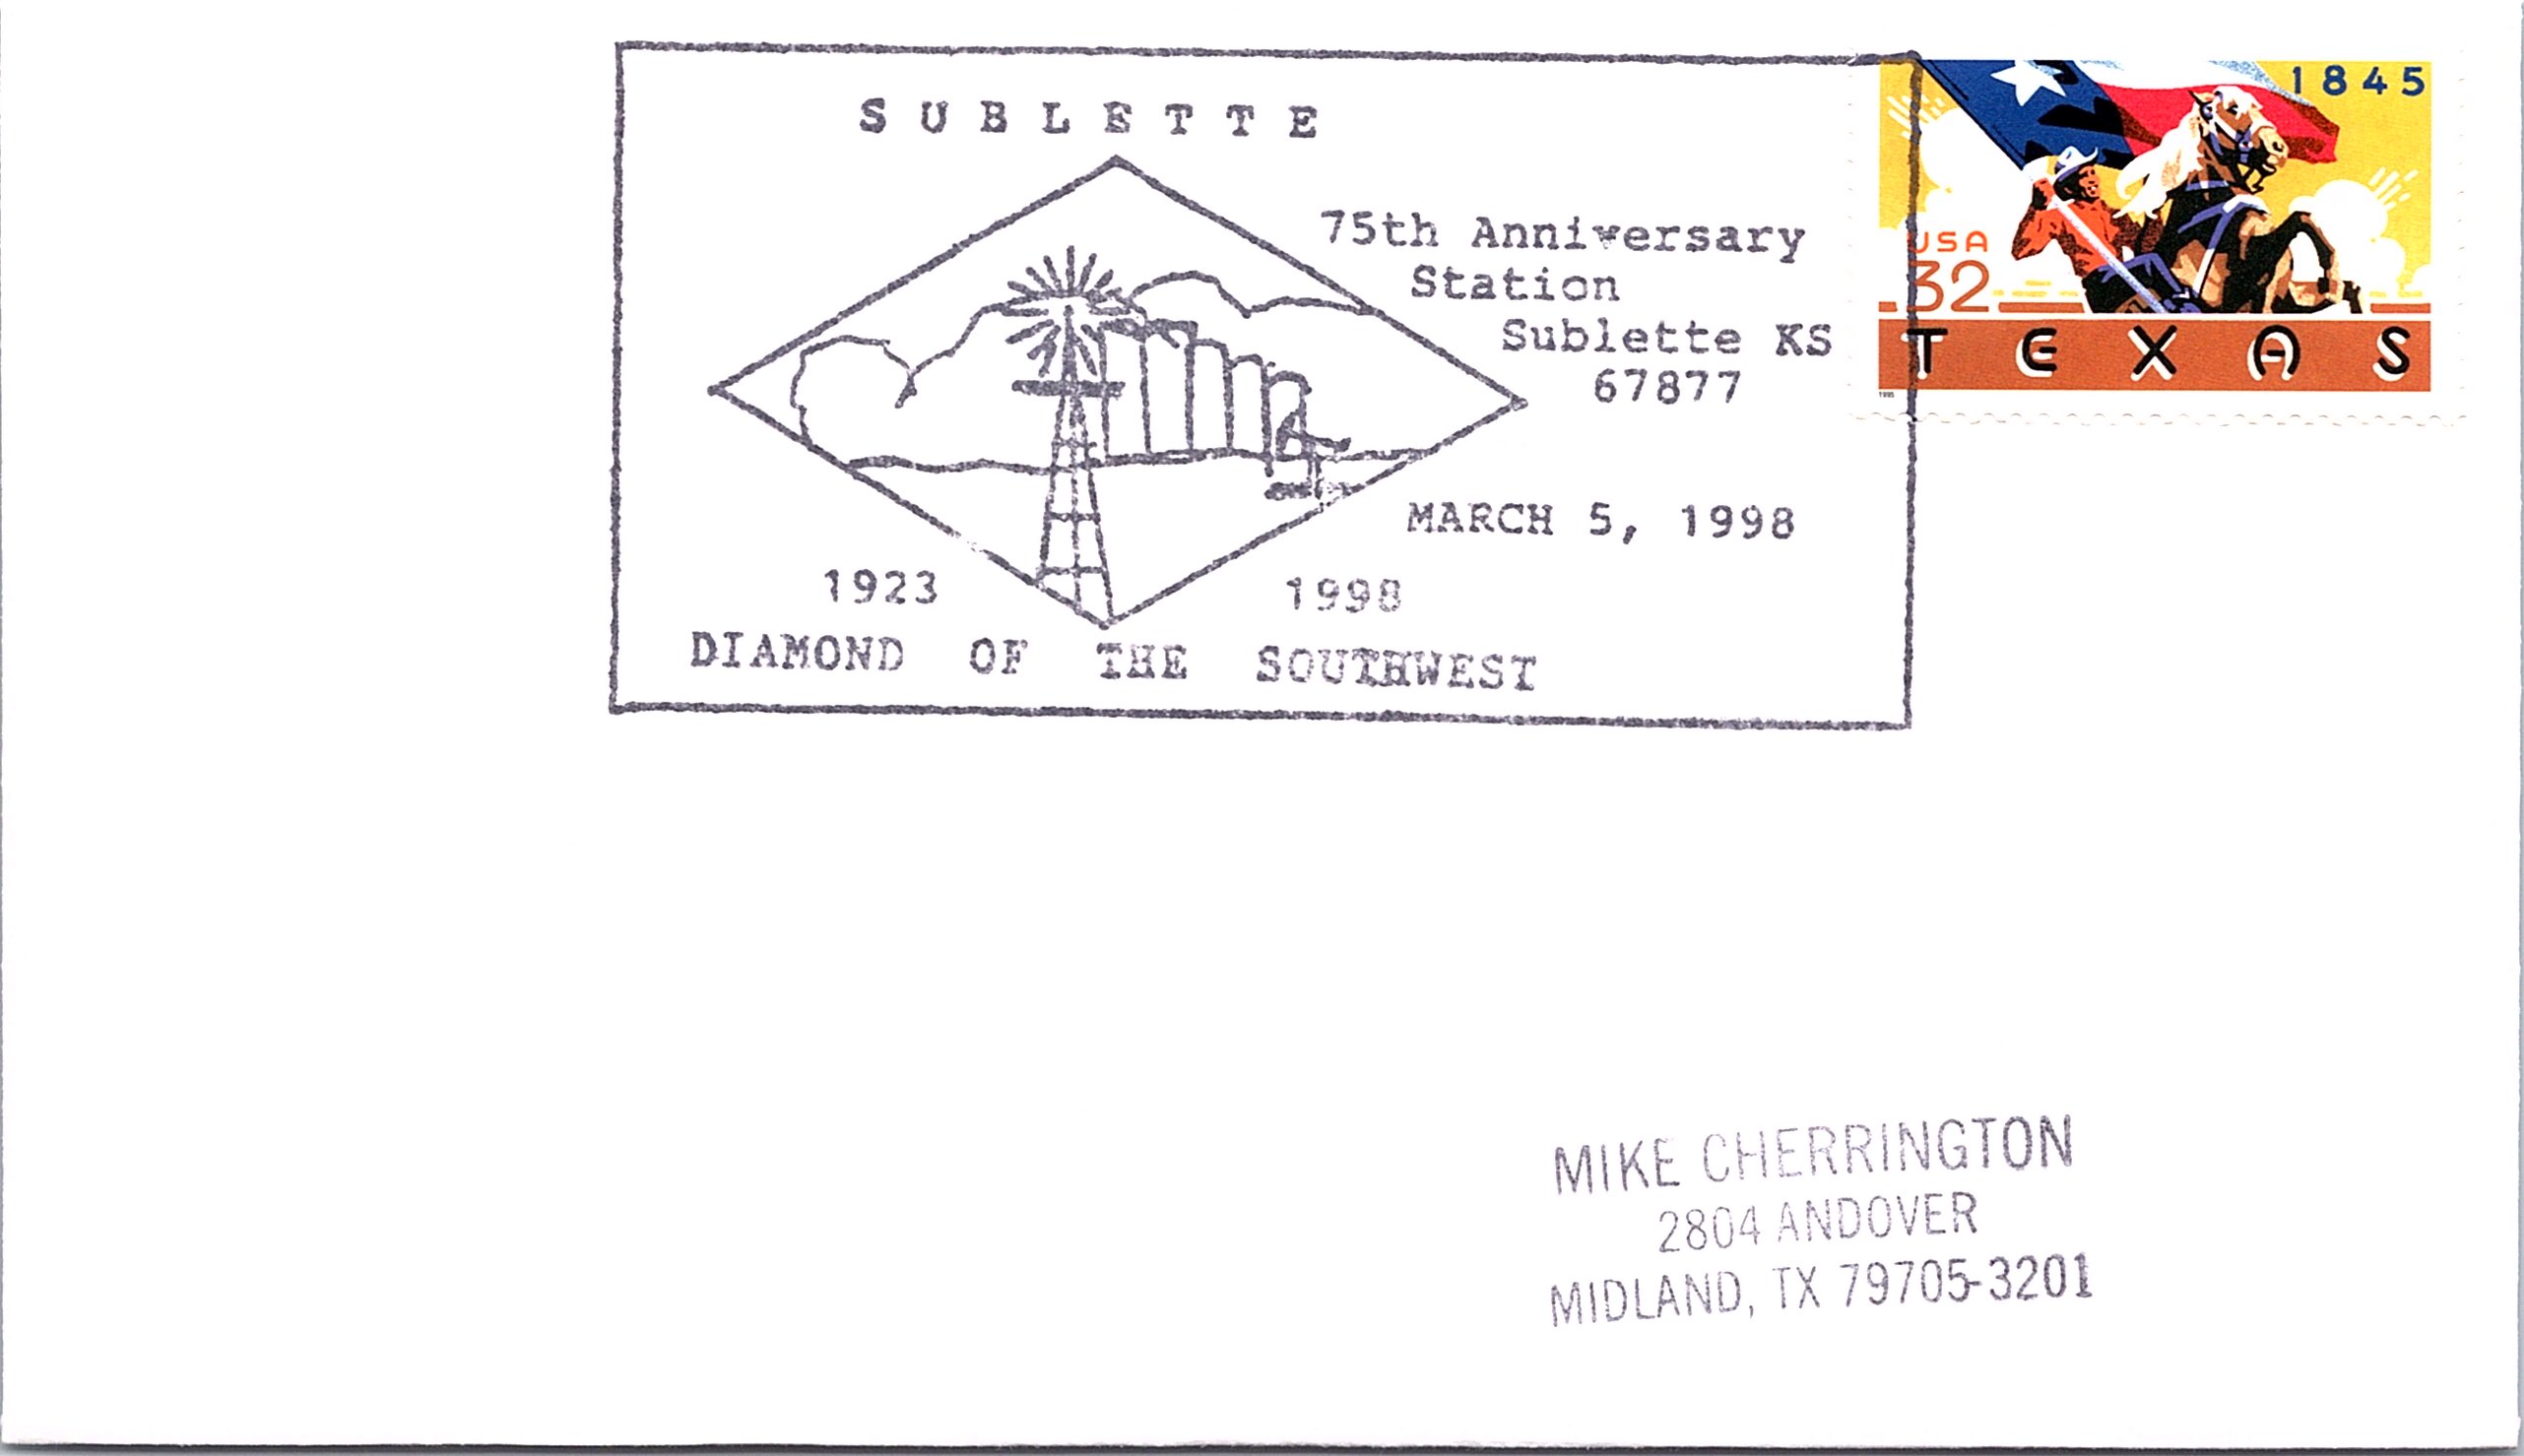 SUBLETTE
75th Anniversary
Station
Sublette KS
67877
MARCH 5, 1998
1923 1998
DIAMOND OF THE SOUTHWEST
1845
USA
32
TEXAS
1995
MIKE CHERRINGTON
2804 ANDOVER
MIDLAND, TX 79705-3201